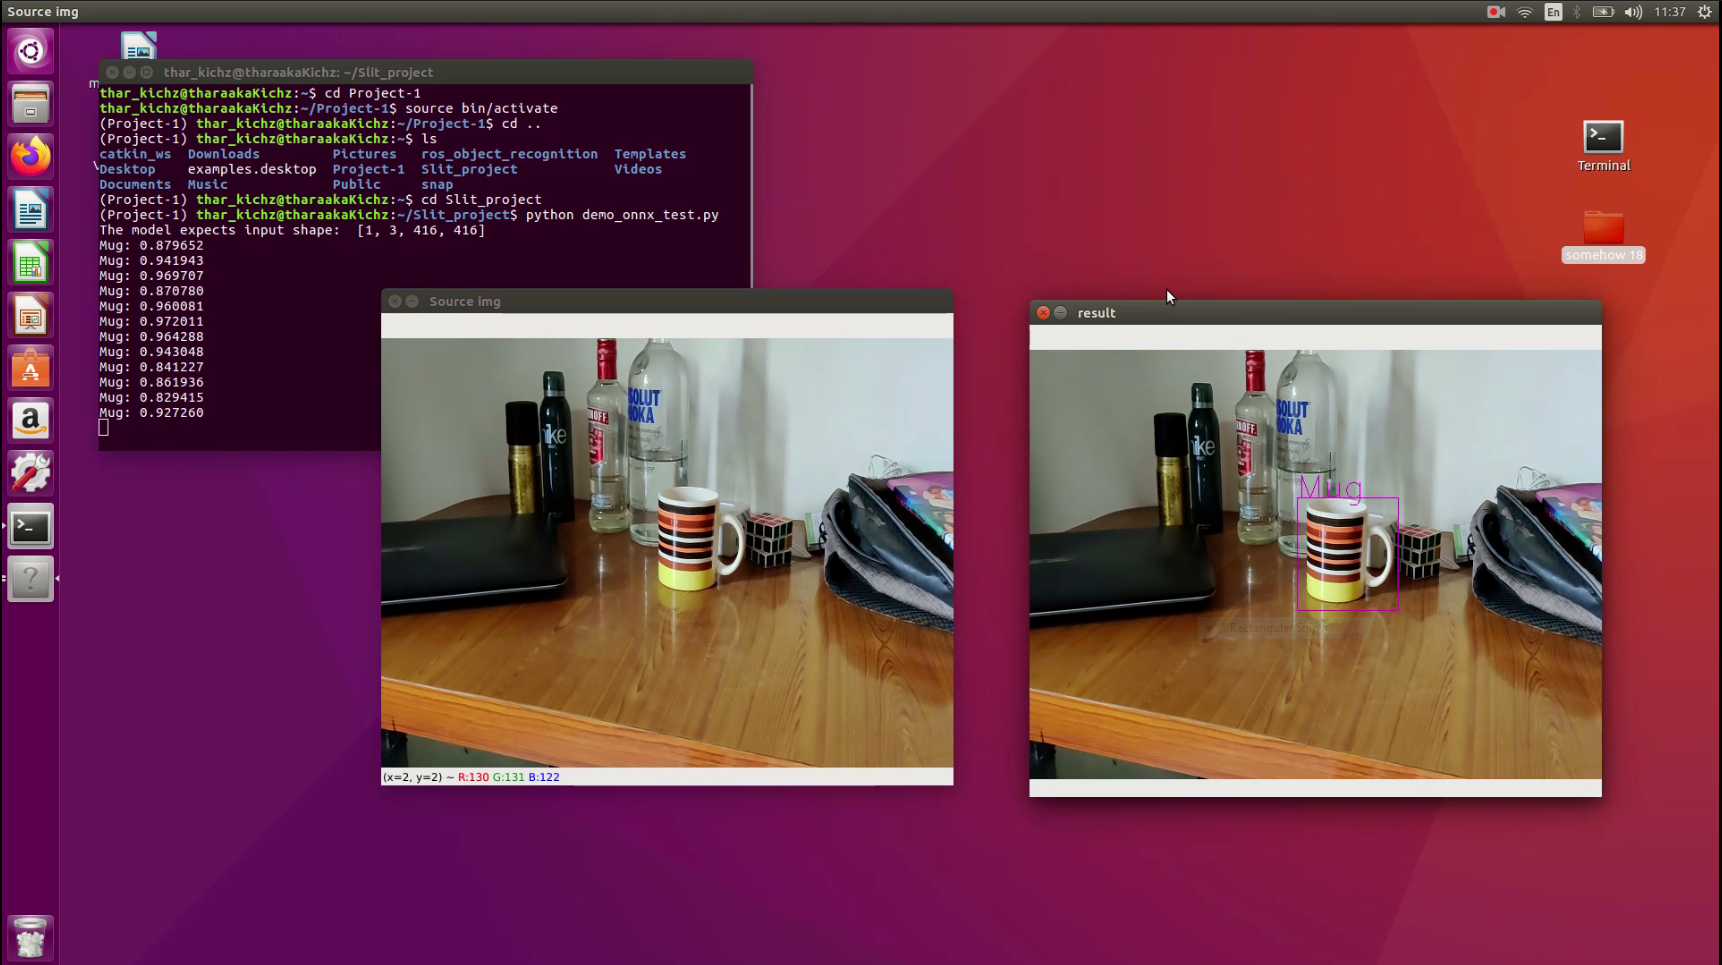 Source img
En
11:37
thar_kichz@tharaakaKichz: ~/Slit_project
thar_kichz@tharaakaKichz:~$ cd Project-1
thar_kichz@tharaakaKichz:~/Project-1$ source bin/activate
(Project-1) thar_kichz@tharaakaKichz:~/Project-1$ cd ..
(Project-1) thar_kichz@tharaakaKichz:~$ ls
catkin_ws Downloads Pictures ros_object_recognition Templates
Desktop examples.desktop Project-1 Slit_project Videos
Documents Music Public snap
(Project-1) thar_kichz@tharaakaKichz:~$ cd Slit_project
(Project-1) thar_kichz@tharaakaKichz:~/Slit_project$ python demo_onnx_test.py
The model expects input shape: [1, 3, 416, 416]
Mug: 0.879652
Mug: 0.941943
Mug: 0.969707
Mug: 0.870780
Mug: 0.960081
Mug: 0.972011
Mug: 0.964288
Mug: 0.943048
Mug: 0.841227
Mug: 0.861936
Mug: 0.829415
Mug: 0.927260
Terminal
somehow 18
Source img
ABSOLUT
VODKA
ike
(x=2, y=2) ~ R:130 G:131 B:122
result
ABSOLUT
VODKA
nike
Mug
Rectangular Snip